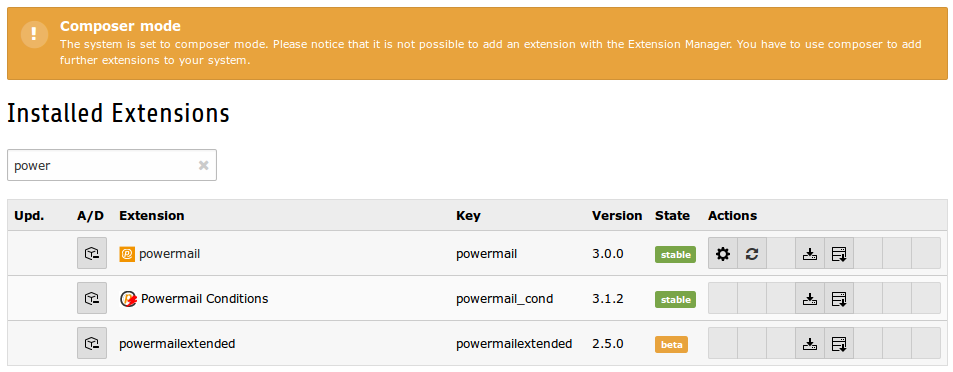 Composer mode
The system is set to composer mode. Please notice that it is not possible to add an extension with the Extension Manager. You have to use composer to add
further extensions to your system.
Installed Extensions
power
Upd. A/D Extension Key Version State Actions
powermail powermail 3.0.0 stable
Powermail Conditions powermail_cond 3.1.2 stable
powermailextended powermailextended 2.5.0 beta